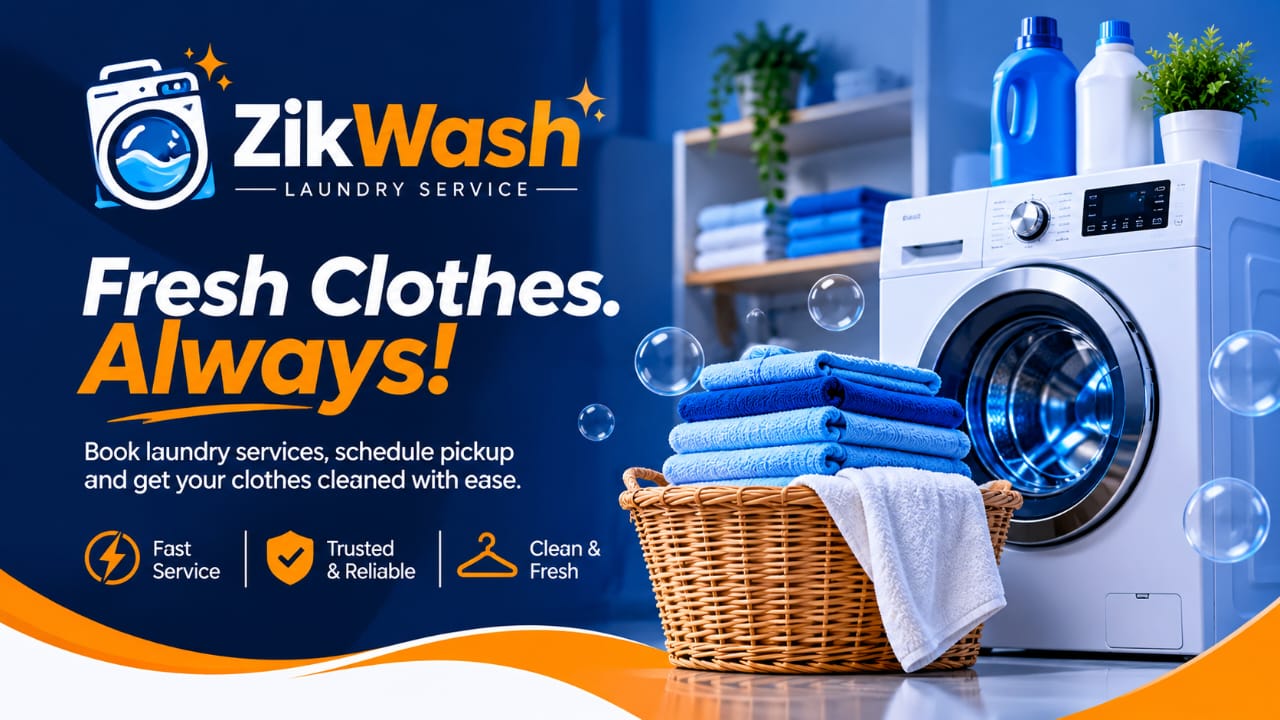 ZikWash
LAUNDRY SERVICE
Fresh Clothes.
Always!
Book laundry services, schedule pickup
and get your clothes cleaned with ease.
Fast
Service
Trusted
& Reliable
Clean &
Fresh